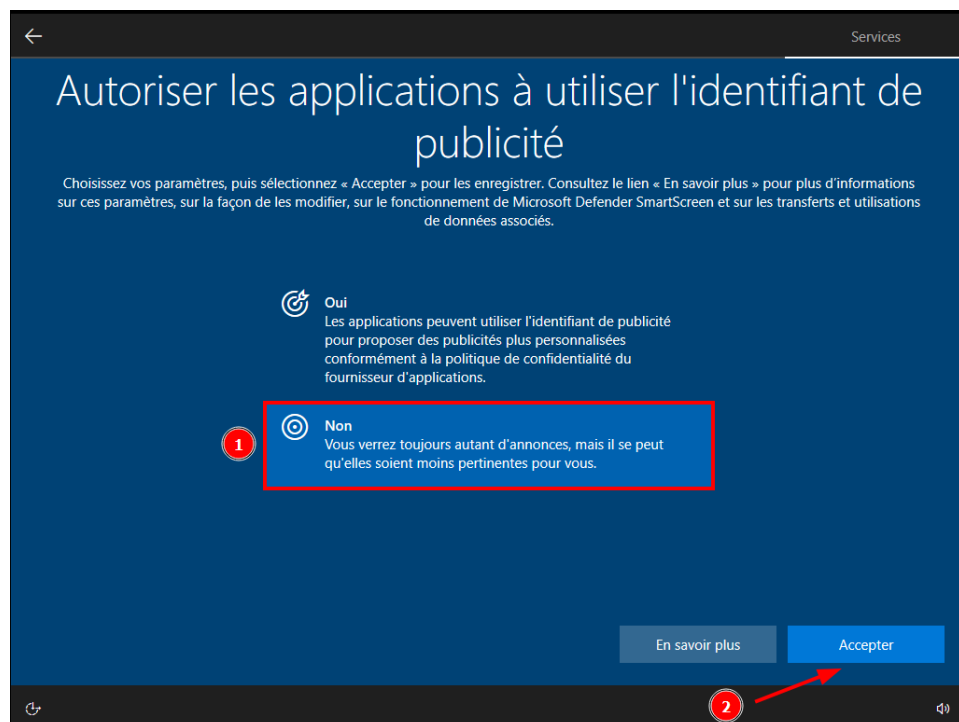 Services
Autoriser les applications à utiliser l'identifiant de
publicité
Choisissez vos paramètres, puis sélectionnez « Accepter » pour les enregistrer. Consultez le lien « En savoir plus » pour plus d'informations
sur ces paramètres, sur la façon de les modifier, sur le fonctionnement de Microsoft Defender SmartScreen et sur les transferts et utilisations
de données associés.
Oui
Les applications peuvent utiliser l'identifiant de publicité
pour proposer des publicités plus personnalisées
conformément à la politique de confidentialité du
fournisseur d'applications.
1
Non
Vous verrez toujours autant d'annonces, mais il se peut
qu'elles soient moins pertinentes pour vous.
En savoir plus
Accepter
2